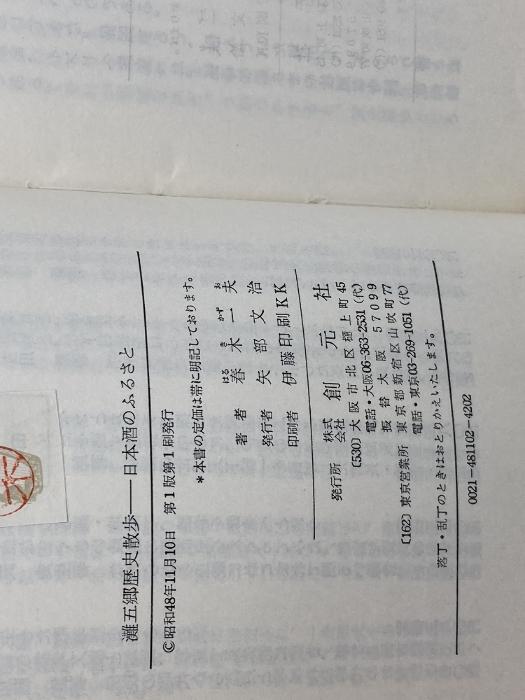 灘五郷歴史散歩――日本酒のふるさと
©昭和48年11月10日　第1版第1刷発行
*本書の定価は帯に明記しております。
著者　春木一夫
はるきかずお
発行者　矢部文治
印刷者　伊藤印刷KK
発行所　株式会社　創元社
〔530〕大阪市北区樋上町45
電話・大阪06-363-2531(代)
振替大阪　57099
〔162〕東京営業所　東京都新宿区山吹町77
電話・東京03-269-1051(代)
落丁・乱丁のときはおとりかえいたします。
0021-481102-4202